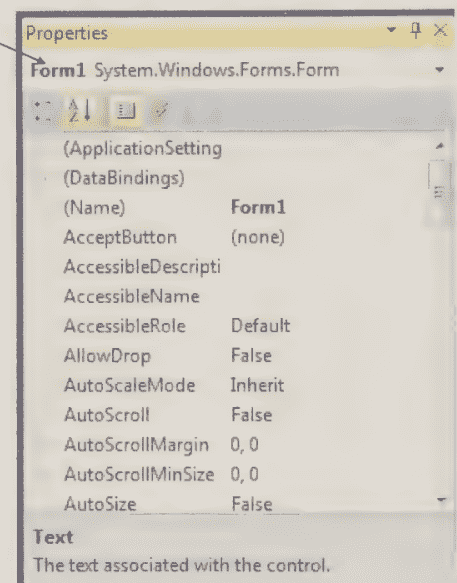 Properties
Form1 System.Windows.Forms.Form
(ApplicationSetting
(DataBindings)
(Name) Form1
AcceptButton (none)
AccessibleDescripti
AccessibleName
AccessibleRole Default
AllowDrop False
AutoScaleMode Inherit
AutoScroll False
AutoScrollMargin 0, 0
AutoScrollMinSize 0, 0
AutoSize False
Text
The text associated with the control.